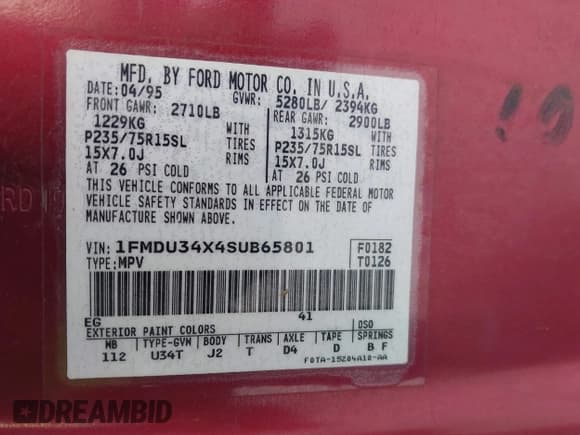 MFD. BY FORD MOTOR CO. IN U.S.A.
DATE: 04/95 GVWR: 5280LB/ 2394KG
FRONT GAWR: 2710LB REAR GAWR: 2900LB
1229KG WITH 1315KG WITH
P235/75R15SL TIRES P235/75R15SL TIRES
15X7.0J RIMS 15X7.0J RIMS
AT 26 PSI COLD AT 26 PSI COLD
THIS VEHICLE CONFORMS TO ALL APPLICABLE FEDERAL MOTOR
VEHICLE SAFETY STANDARDS IN EFFECT ON THE DATE OF
MANUFACTURE SHOWN ABOVE.
VIN: 1FMDU34X4SUB65801 F0182
TYPE: MPV T0126
EG 41
EXTERIOR PAINT COLORS DSO
WB TYPE-GVM BODY TRANS AXLE TAPE SPRINGS
112 U34T J2 T D4 D B F
F0TA-15204A10-AA
DREAMBID